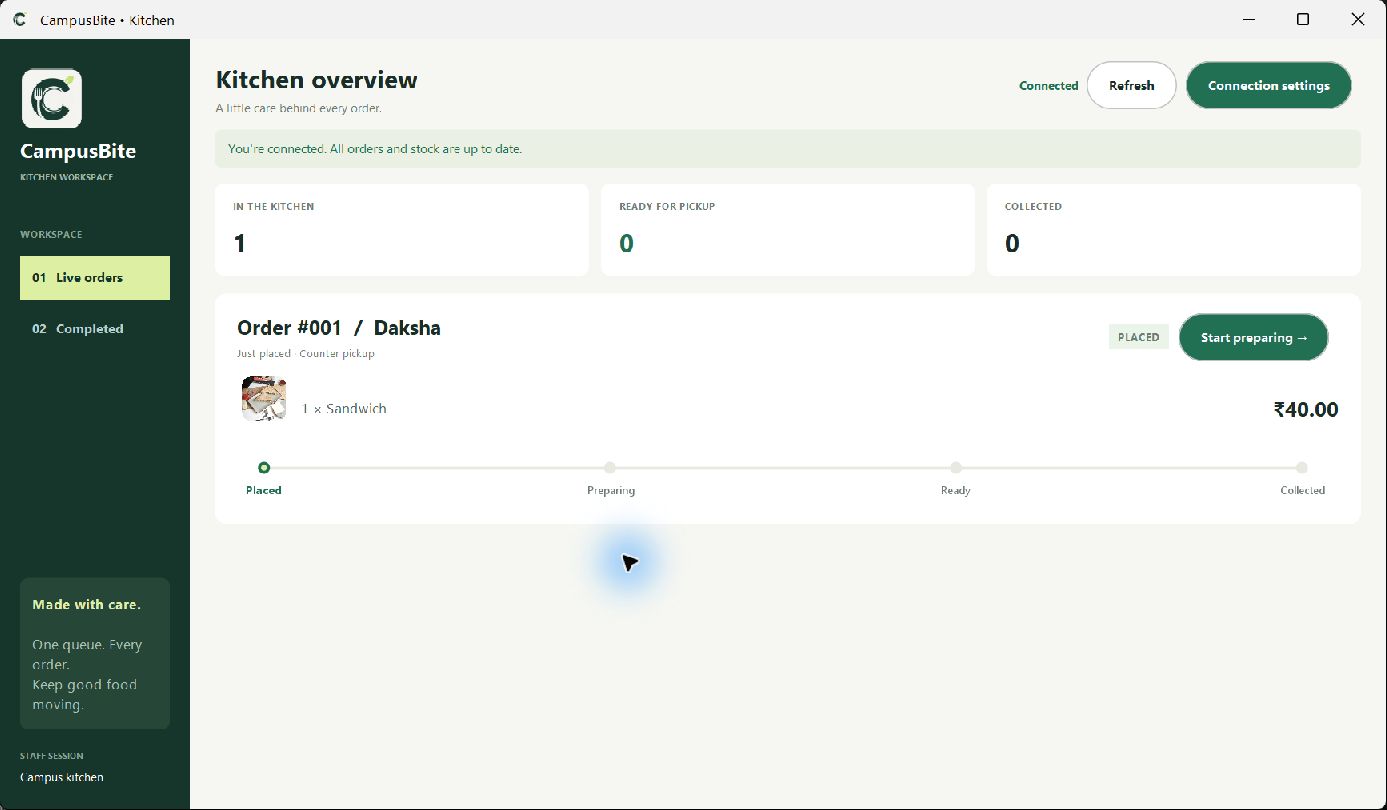 CampusBite • Kitchen
CampusBite
KITCHEN WORKSPACE
WORKSPACE
01 Live orders
02 Completed
Made with care.
One queue. Every
order.
Keep good food
moving.
STAFF SESSION
Campus kitchen
Kitchen overview
A little care behind every order.
Connected
Refresh
Connection settings
You're connected. All orders and stock are up to date.
IN THE KITCHEN
1
READY FOR PICKUP
0
COLLECTED
0
Order #001 / Daksha
Just placed · Counter pickup
PLACED
Start preparing →
1 × Sandwich
₹40.00
Placed
Preparing
Ready
Collected